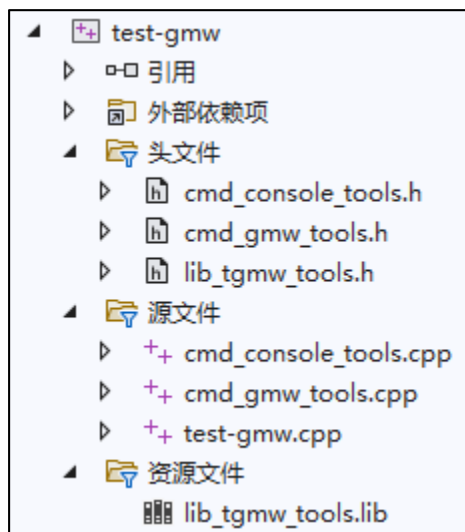 test-gmw
引用
外部依赖项
头文件
cmd_console_tools.h
cmd_gmw_tools.h
lib_tgmw_tools.h
源文件
cmd_console_tools.cpp
cmd_gmw_tools.cpp
test-gmw.cpp
资源文件
lib_tgmw_tools.lib